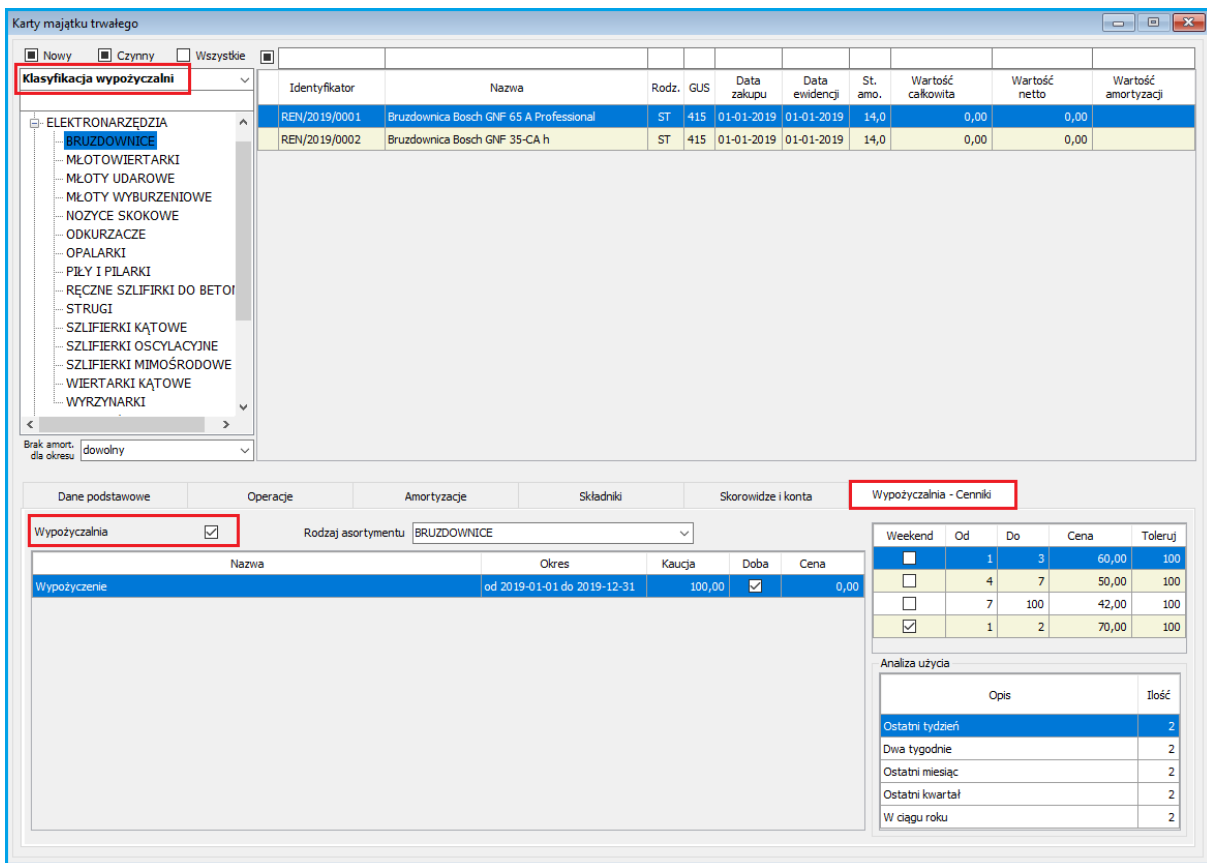 Karty majątku trwałego
Nowy Czynny Wszystkie
Klasyfikacja wypożyczalni
ELEKTRONARZĘDZIA
BRUZDOWNICE
MŁOTOWIERTARKI
MŁOTY UDAROWE
MŁOTY WYBURZENIOWE
NOZYCE SKOKOWE
ODKURZACZE
OPALARKI
PIŁY I PILARKI
RĘCZNE SZLIFIRKI DO BETON
STRUGI
SZLIFIERKI KĄTOWE
SZLIFIERKI OSCYLACYJNE
SZLIFIERKI MIMOŚRODOWE
WIERTARKI KĄTOWE
WYRZYNARKI
Brak amort. dla okresu dowolny
Identyfikator Nazwa Rodz. GUS Data zakupu Data ewidencji St. amo. Wartość całkowita Wartość netto Wartość amortyzacji
REN/2019/0001 Bruzdownica Bosch GNF 65 A Professional ST 415 01-01-2019 01-01-2019 14,0 0,00 0,00
REN/2019/0002 Bruzdownica Bosch GNF 35-CA h ST 415 01-01-2019 01-01-2019 14,0 0,00 0,00
Dane podstawowe Operacje Amortyzacje Składniki Skorowidze i konta Wypożyczalnia - Cenniki
Wypożyczalnia Rodzaj asortymentu BRUZDOWNICE
Nazwa Okres Kaucja Doba Cena
Wypożyczenie od 2019-01-01 do 2019-12-31 100,00 0,00
Weekend Od Do Cena Toleruj
1 3 60,00 100
4 7 50,00 100
7 100 42,00 100
1 2 70,00 100
Analiza użycia
Opis Ilość
Ostatni tydzień 2
Dwa tygodnie 2
Ostatni miesiąc 2
Ostatni kwartał 2
W ciągu roku 2